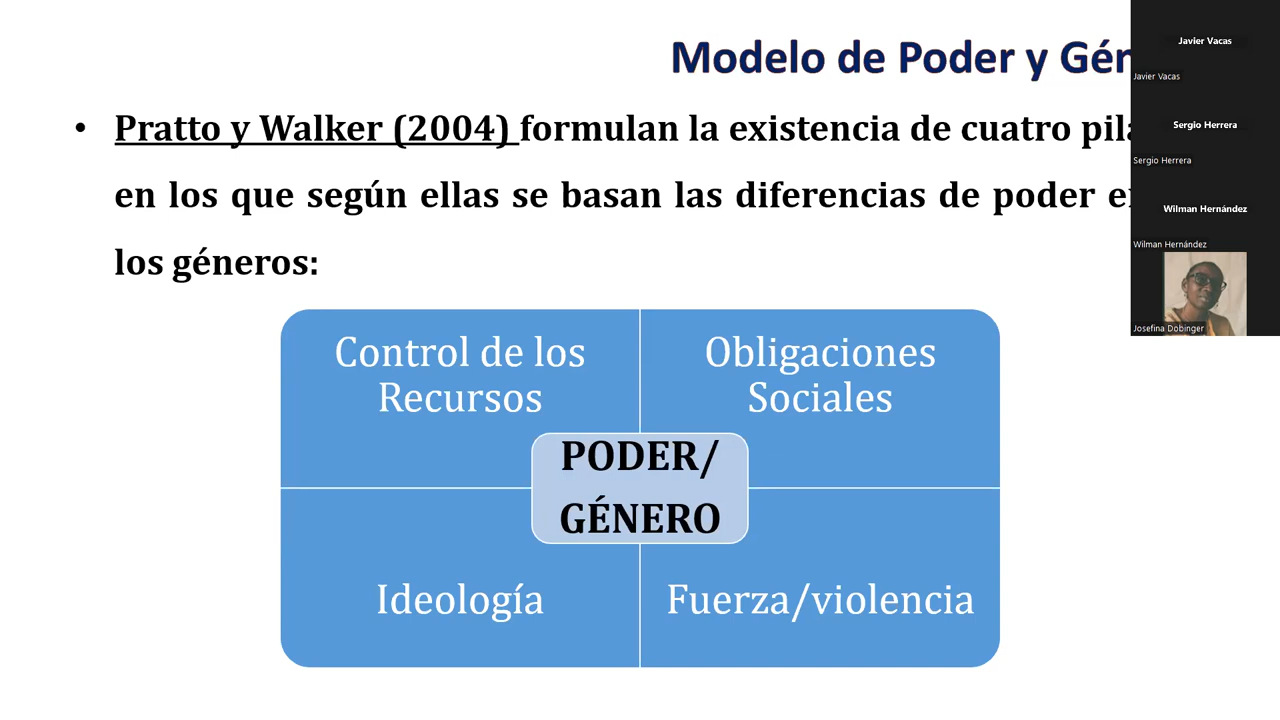 Modelo de Poder y Gén
• Pratto y Walker (2004) formulan la existencia de cuatro pila
en los que según ellas se basan las diferencias de poder en
los géneros:
Control de los
Recursos
Obligaciones
Sociales
PODER/
GÉNERO
Ideología
Fuerza/violencia
Javier Vacas
Javier Vacas
Sergio Herrera
Sergio Herrera
Wilman Hernández
Wilman Hernández
Josefina Dobinger